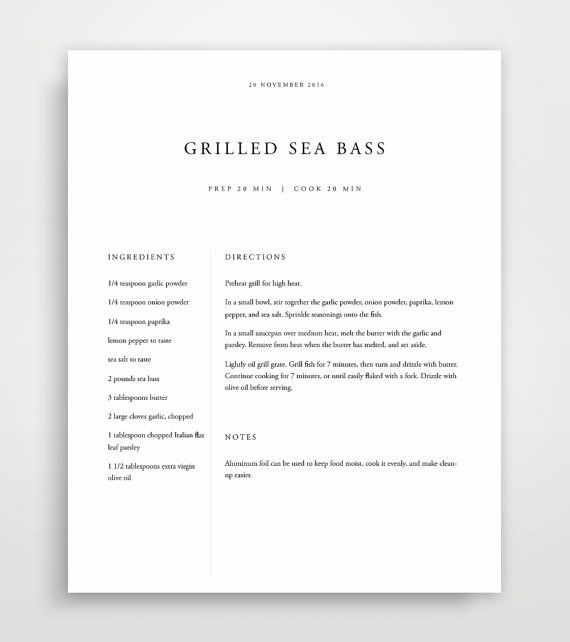 20 NOVEMBER 2016
GRILLED SEA BASS
PREP 20 MIN | COOK 20 MIN
INGREDIENTS
1/4 teaspoon garlic powder
1/4 teaspoon onion powder
1/4 teaspoon paprika
lemon pepper to taste
sea salt to taste
2 pounds sea bass
3 tablespoons butter
2 large cloves garlic, chopped
1 tablespoon chopped Italian flat
leaf parsley
1 1/2 tablespoons extra virgin
olive oil
DIRECTIONS
Preheat grill for high heat.
In a small bowl, stir together the garlic powder, onion powder, paprika, lemon
pepper, and sea salt. Sprinkle seasonings onto the fish.
In a small saucepan over medium heat, melt the butter with the garlic and
parsley. Remove from heat when the butter has melted, and set aside.
Lightly oil grill grate. Grill fish for 7 minutes, then turn and drizzle with butter.
Continue cooking for 7 minutes, or until easily flaked with a fork. Drizzle with
olive oil before serving.
NOTES
Aluminum foil can be used to keep food moist, cook it evenly, and make clean-
up easier.